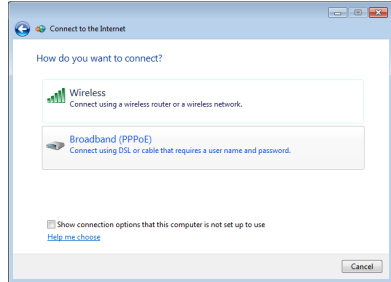 Connect to the Internet
How do you want to connect?
Wireless
Connect using a wireless router or a wireless network.
Broadband (PPPoE)
Connect using DSL or cable that requires a user name and password.
Show connection options that this computer is not set up to use
Help me choose
Cancel